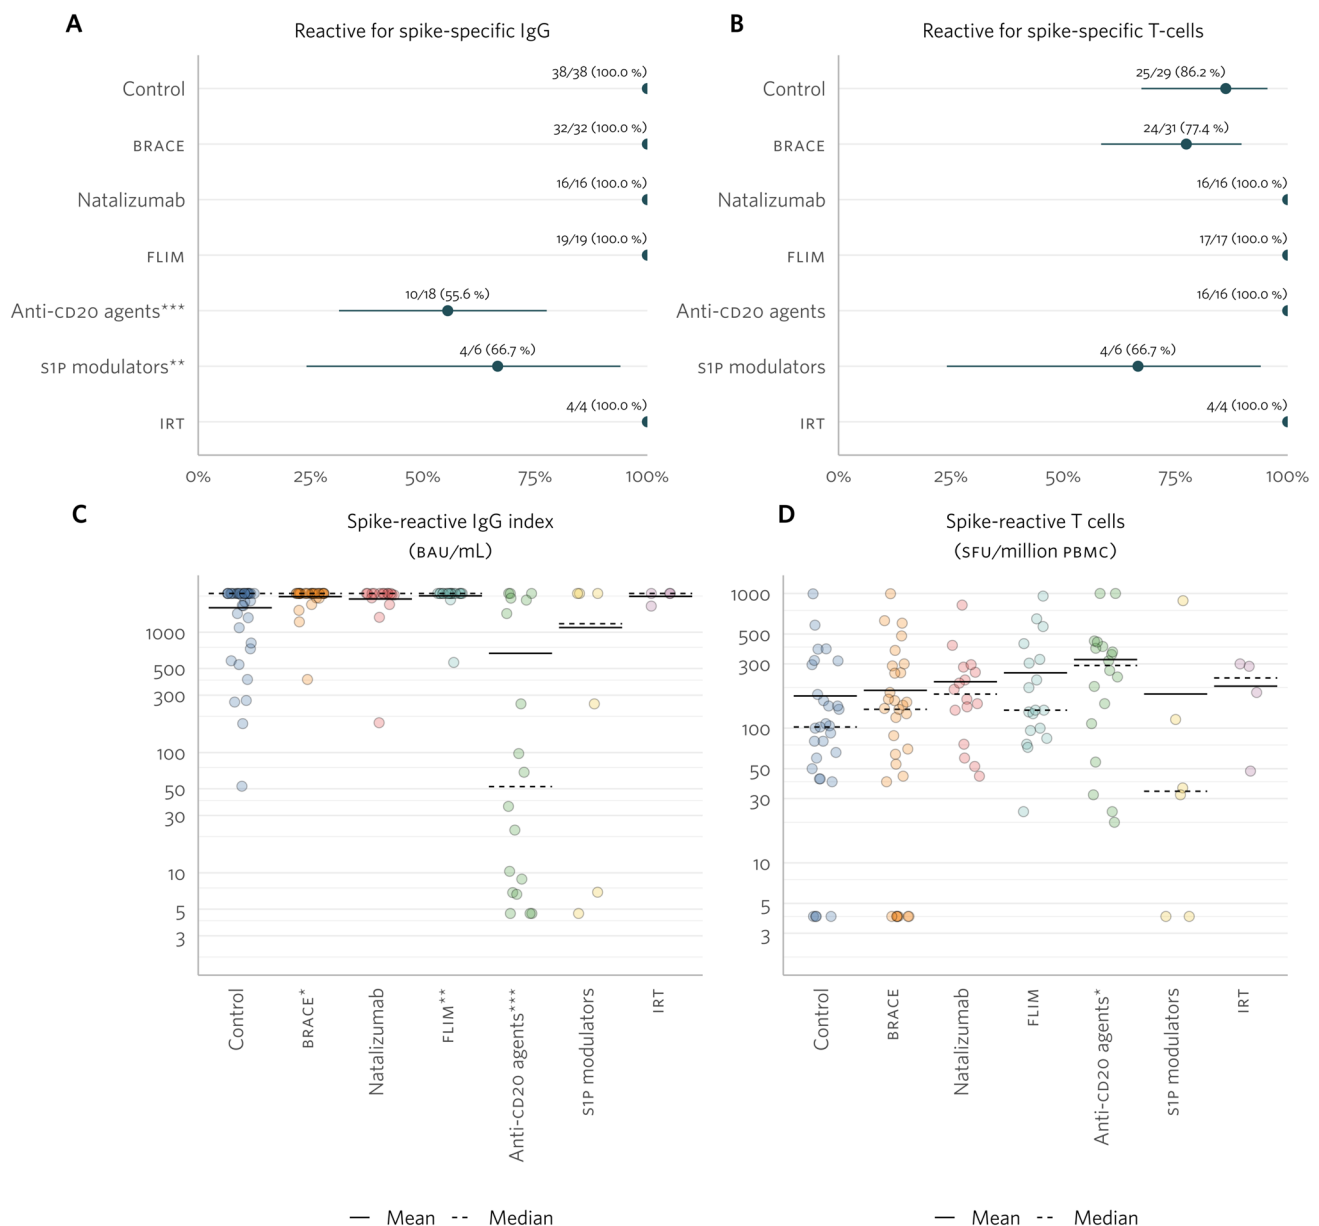 A
Reactive for spike-specific IgG
Control
38/38 (100.0 %)
BRACE
32/32 (100.0 %)
Natalizumab
16/16 (100.0 %)
FLIM
19/19 (100.0 %)
Anti-CD20 agents***
10/18 (55.6 %)
S1P modulators**
4/6 (66.7 %)
IRT
4/4 (100.0 %)
0% 25% 50% 75% 100%
B
Reactive for spike-specific T-cells
Control
25/29 (86.2 %)
BRACE
24/31 (77.4 %)
Natalizumab
16/16 (100.0 %)
FLIM
17/17 (100.0 %)
Anti-CD20 agents
16/16 (100.0 %)
S1P modulators
4/6 (66.7 %)
IRT
4/4 (100.0 %)
0% 25% 50% 75% 100%
C
Spike-reactive IgG index
(BAU/mL)
1000
500
300
100
50
30
10
5
3
Control
BRACE*
Natalizumab
FLIM**
Anti-CD20 agents***
S1P modulators
IRT
Mean Median
D
Spike-reactive T cells
(SFU/million PBMC)
1000
500
300
100
50
30
10
5
3
Control
BRACE
Natalizumab
FLIM
Anti-CD20 agents*
S1P modulators
IRT
Mean Median